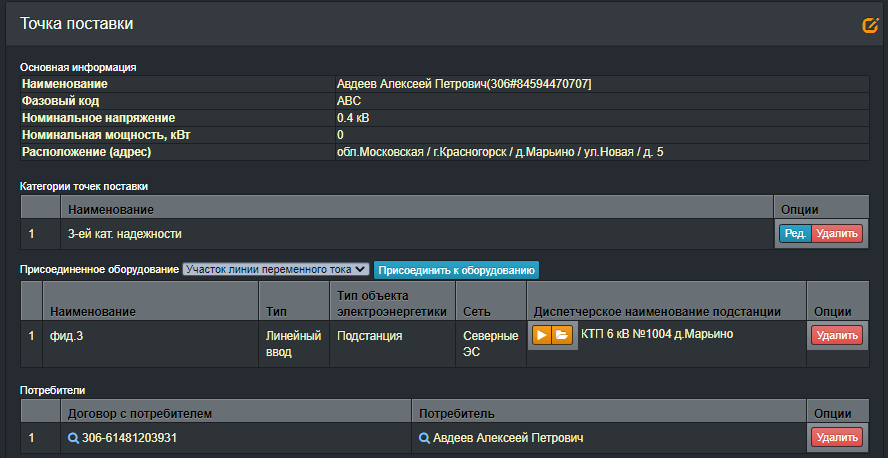 Точка поставки
Основная информация
Наименование Авдеев Алексеей Петрович(306#84594470707]
Фазовый код ABC
Номинальное напряжение 0.4 кВ
Номинальная мощность, кВт 0
Расположение (адрес) обл.Московская / г.Красногорск / д.Марьино / ул.Новая / д. 5
Категории точек поставки
Наименование Опции
1 3-ей кат. надежности Ред. Удалить
Присоединенное оборудование Участок линии переменного тока Присоединить к оборудованию
Тип объекта
Наименование Тип электроэнергетики Сеть Диспетчерское наименование подстанции Опции
1 фид.3 Линейный Подстанция Северные КТП 6 кВ №1004 д.Марьино Удалить
ввод ЭС
Потребители
Договор с потребителем Потребитель Опции
1 306-61481203931 Авдеев Алексеей Петрович Удалить